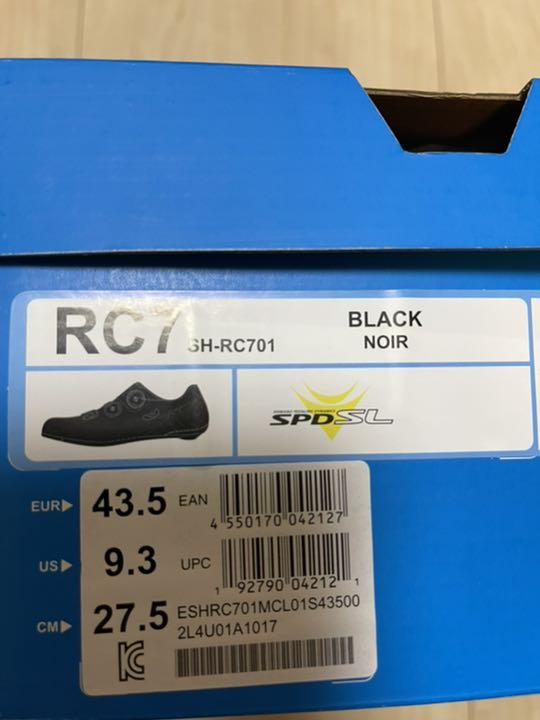 RC7 SH-RC701
BLACK
NOIR
SPD SL
EUR 43.5 EAN
4 550170 042127
US 9.3 UPC
1 92790 04212 1
CM 27.5 ESHRC701MCL01S43500
2L4U01A1017